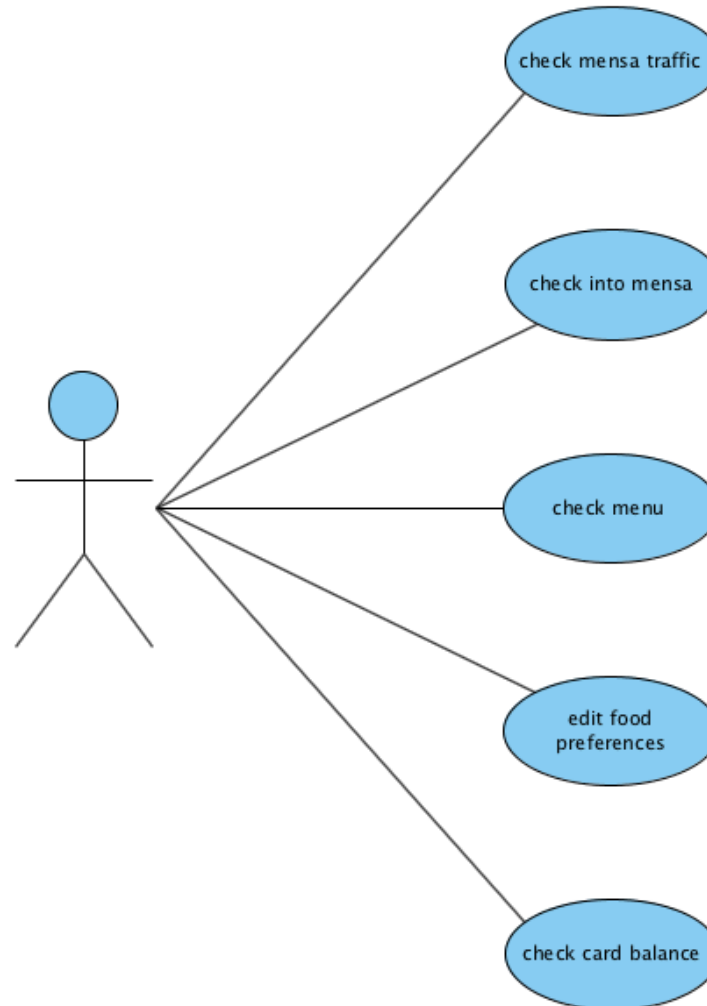 check mensa traffic
check into mensa
check menu
edit food
preferences
check card balance